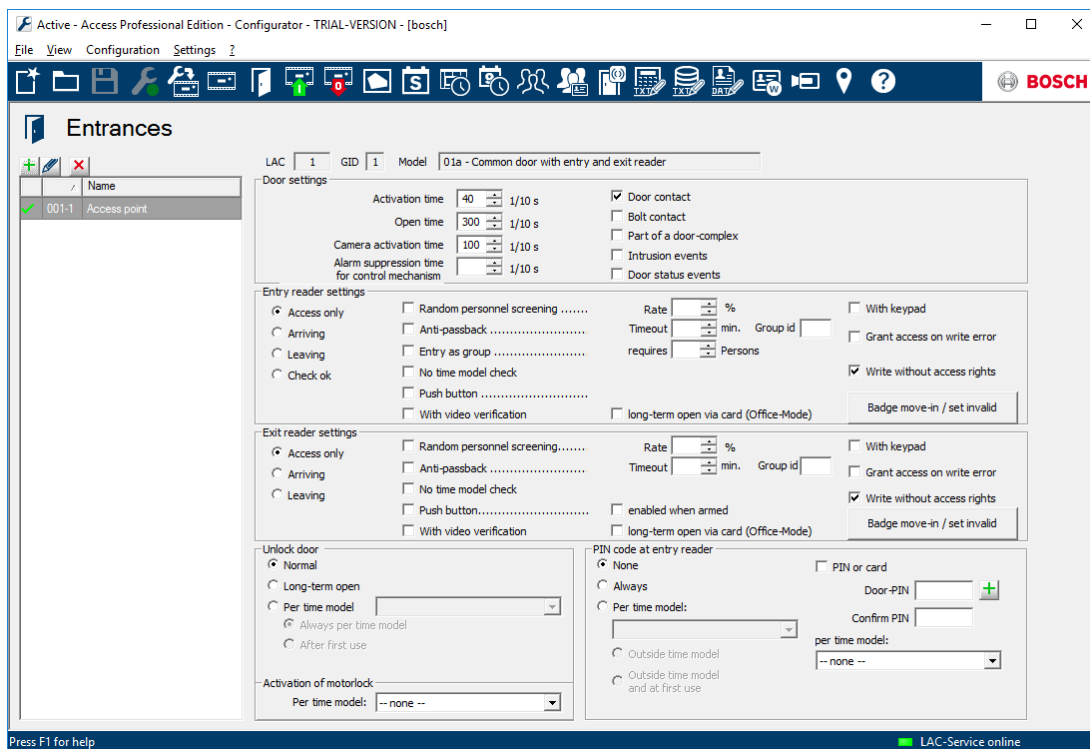 Active - Access Professional Edition - Configurator - TRIAL-VERSION - [bosch]
File View Configuration Settings ?
S TXT TXT DATA W ? BOSCH
Entrances
LAC 1 GID 1 Model 01a - Common door with entry and exit reader
Name
001-1 Access point
Door settings
Activation time 40 1/10 s Door contact
Open time 300 1/10 s Bolt contact
Camera activation time 100 1/10 s Part of a door-complex
Alarm suppression time
for control mechanism 1/10 s Intrusion events
Door status events
Entry reader settings
Access only Random personnel screening ....... Rate % With keypad
Arriving Anti-passback ........................... Timeout min. Group id Grant access on write error
Leaving Entry as group .......................... requires Persons
Check ok No time model check Write without access rights
Push button .............................
With video verification long-term open via card (Office-Mode) Badge move-in / set invalid
Exit reader settings
Access only Random personnel screening....... Rate % With keypad
Arriving Anti-passback ........................... Timeout min. Group id Grant access on write error
Leaving No time model check Write without access rights
Push button.............................. enabled when armed Badge move-in / set invalid
With video verification long-term open via card (Office-Mode)
Unlock door
Normal
Long-term open
Per time model
Always per time model
After first use
Activation of motorlock
Per time model: -- none --
PIN code at entry reader
None PIN or card
Always Door-PIN
Per time model: Confirm PIN
per time model:
Outside time model -- none --
Outside time model
and at first use
Press F1 for help LAC-Service online